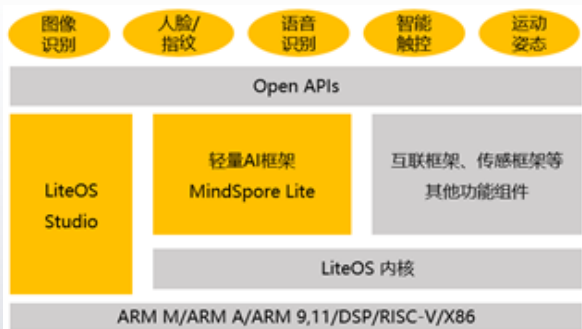 图像
识别
人脸/
指纹
语音
识别
智能
触控
运动
姿态
Open APIs
LiteOS
Studio
轻量AI框架
MindSpore Lite
互联框架、传感框架等
其他功能组件
LiteOS 内核
ARM M/ARM A/ARM 9,11/DSP/RISC-V/X86